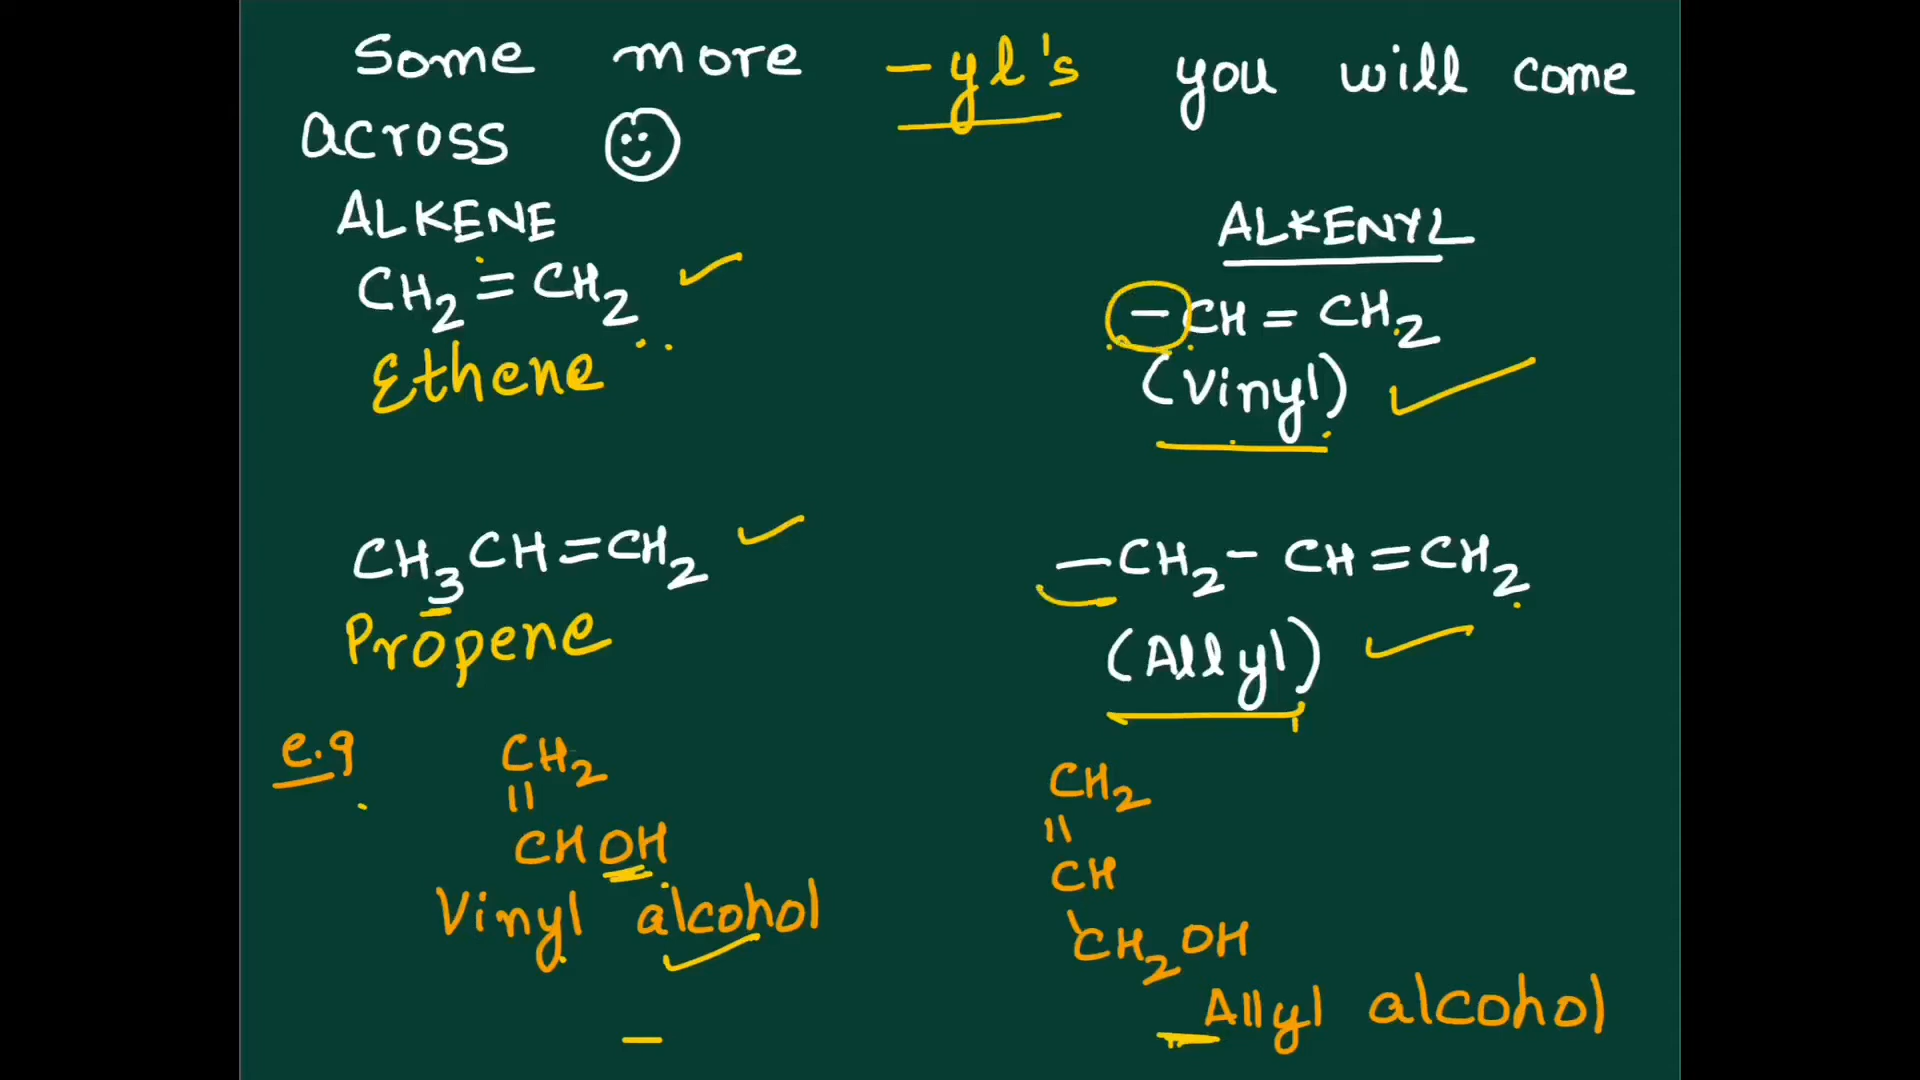 Some more -yl's you will come
across
ALKENE
ALKENYL
CH2 = CH2
-CH = CH2
Ethene
(Vinyl)
CH3CH=CH2
-CH2-CH=CH2
Propene
(Allyl)
e.g
CH2
||
CHOH
Vinyl alcohol
CH2
||
CH
\
CH2OH
Allyl alcohol